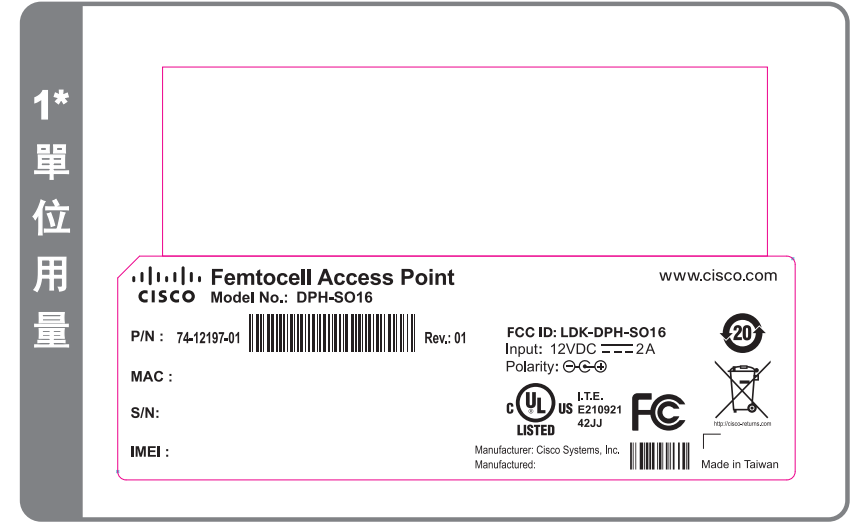 1*
單
位
用
量
CISCO
Femtocell Access Point
Model No.: DPH-SO16
www.cisco.com
P/N : 74-12197-01 Rev.: 01
MAC :
S/N:
IMEI :
FCC ID: LDK-DPH-SO16
Input: 12VDC 2A
Polarity:
20
C UL US
LISTED
I.T.E.
E210921
42JJ
FC
http://cisco-returns.com
Manufacturer: Cisco Systems, Inc.
Manufactured:
Made in Taiwan